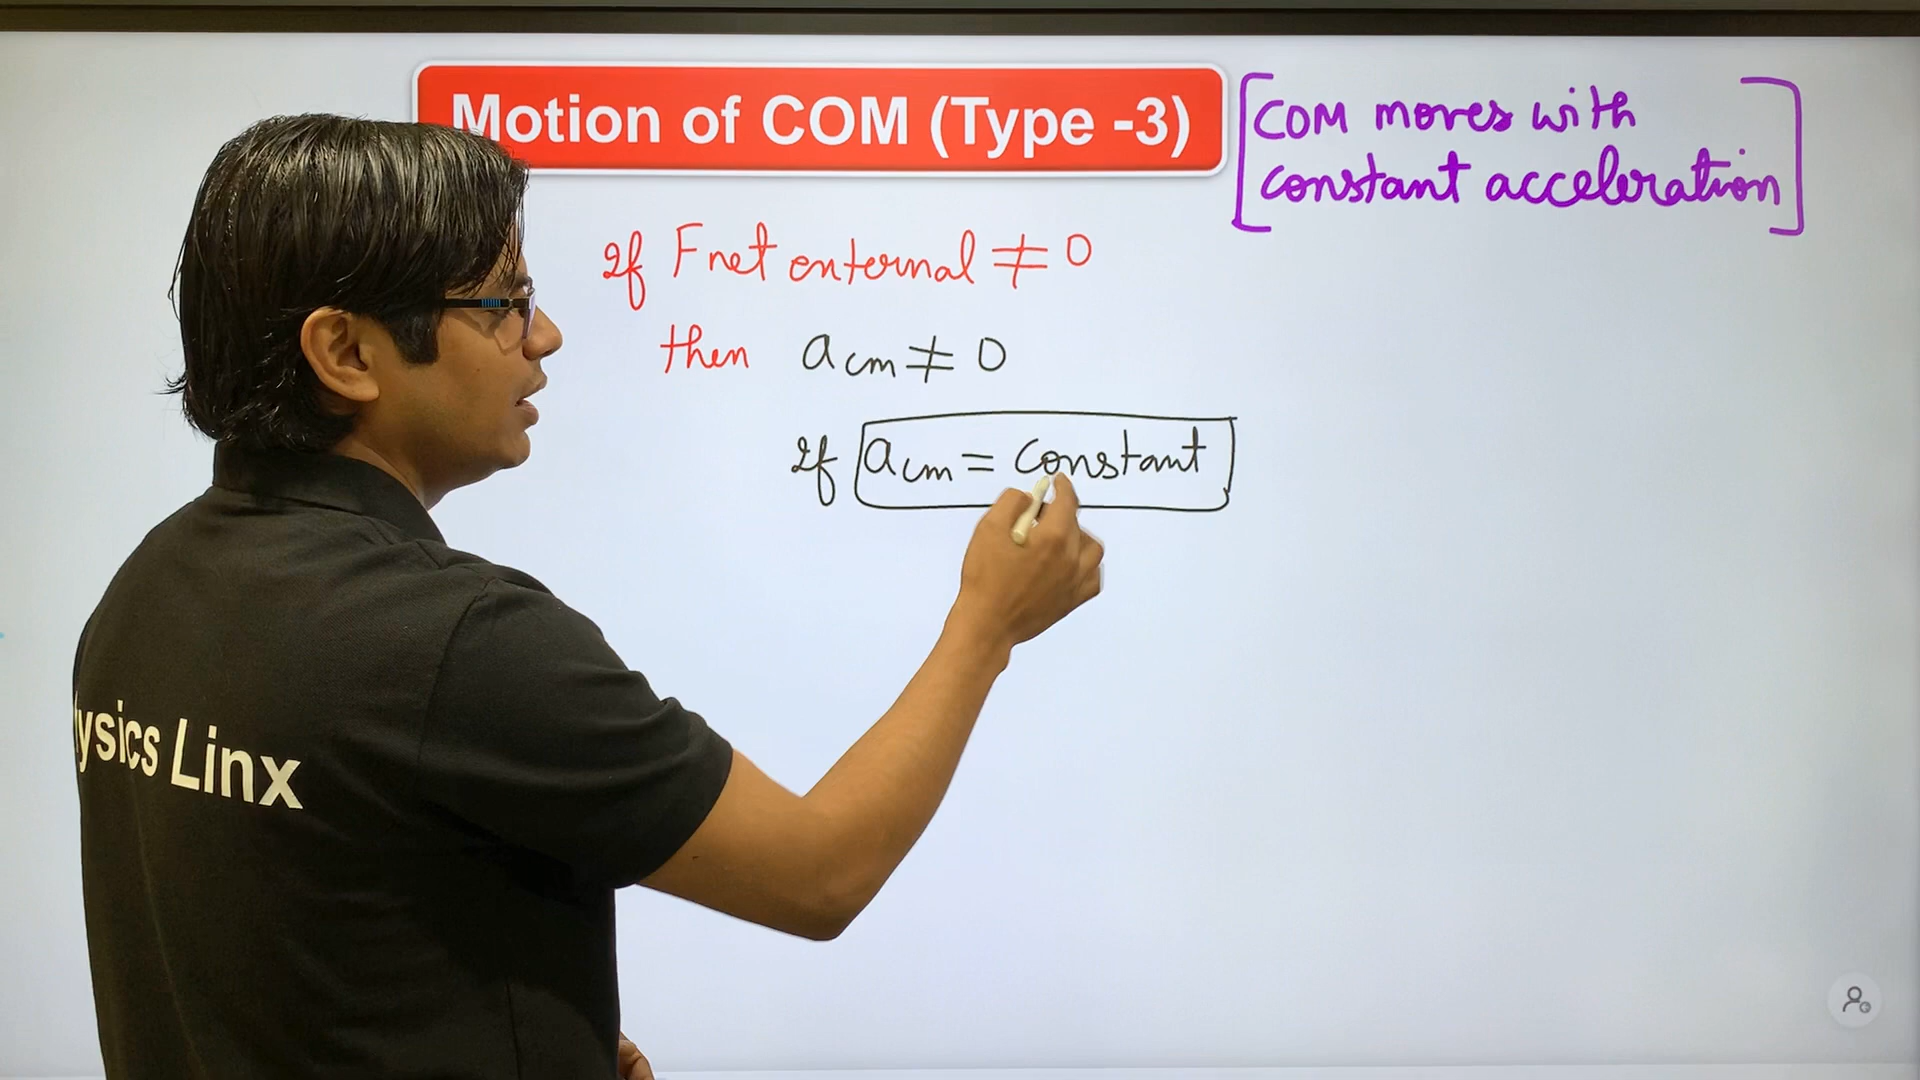 Motion of COM (Type -3)
COM moves with
constant acceleration
If Fnet external ≠ 0
then acm ≠ 0
If acm = constant
ysics Linx